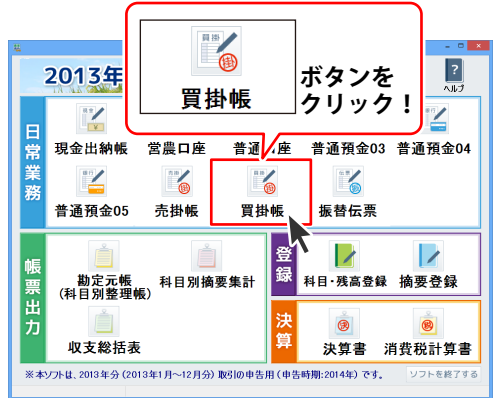 2013年
買掛
掛
買掛帳
ボタンを
クリック！
ヘルプ
日常業務
現金出納帳
営農口座
普通
座
普通預金03
普通預金04
普通預金05
売掛帳
買掛帳
振替伝票
帳票出力
勘定元帳
(科目別整理帳)
科目別摘要集計
収支総括表
登録
科目・残高登録
摘要登録
決算
決算書
消費税計算書
※本ソフトは、2013年分(2013年1月～12月分)取引の申告用(申告時期:2014年)です。
ソフトを終了する